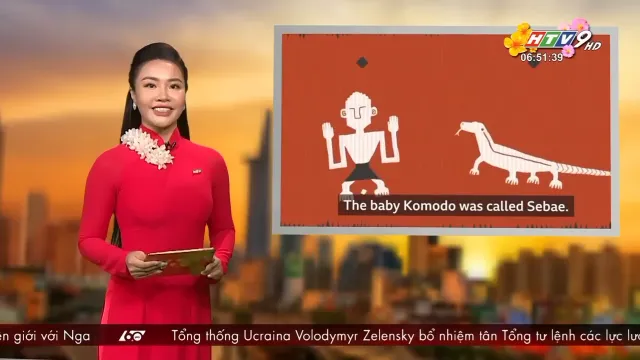 HTV9 HD
06:51:39
The baby Komodo was called Sebae.
ên giới với Nga 60 Tổng thống Ucraina Volodymyr Zelensky bổ nhiệm tân Tổng tư lệnh các lực lư